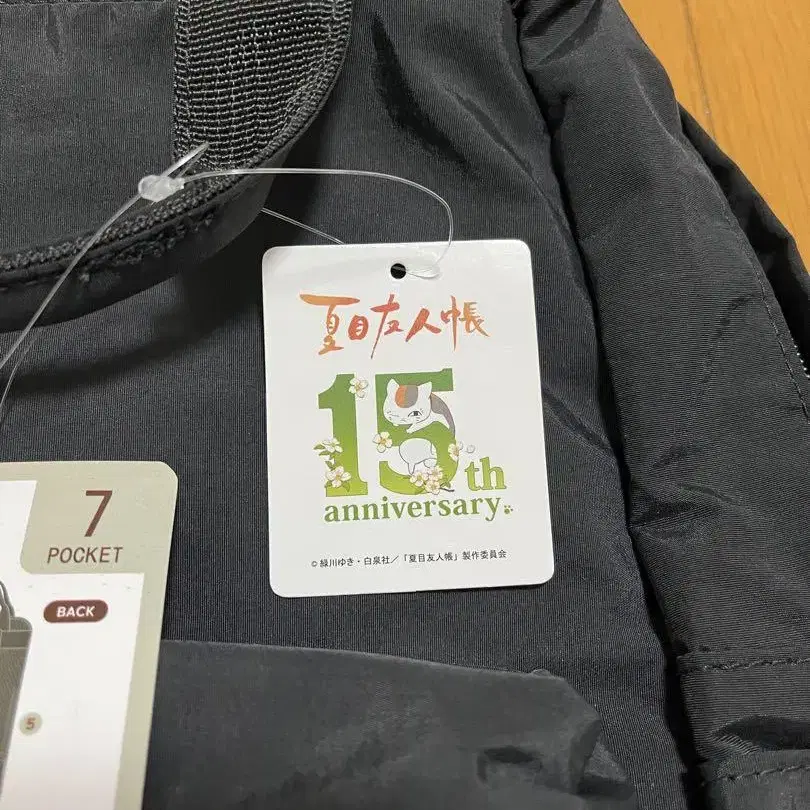 夏目友人帳
15th
anniversary
© 緑川ゆき・白泉社／「夏目友人帳」製作委員会
7
POCKET
BACK
5